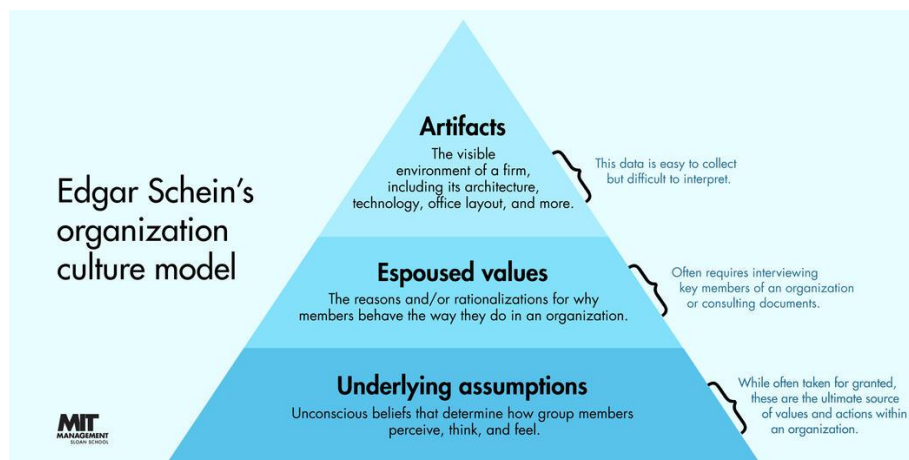 Edgar Schein's
organization
culture model
Artifacts
The visible
environment of a firm,
including its architecture,
technology, office layout, and more.
This data is easy to collect
but difficult to interpret.
Espoused values
The reasons and/or rationalizations for why
members behave the way they do in an organization.
Often requires interviewing
key members of an organization
or consulting documents.
Underlying assumptions
Unconscious beliefs that determine how group members
perceive, think, and feel.
While often taken for granted,
these are the ultimate source
of values and actions within
an organization.
MIT
MANAGEMENT
SLOAN SCHOOL